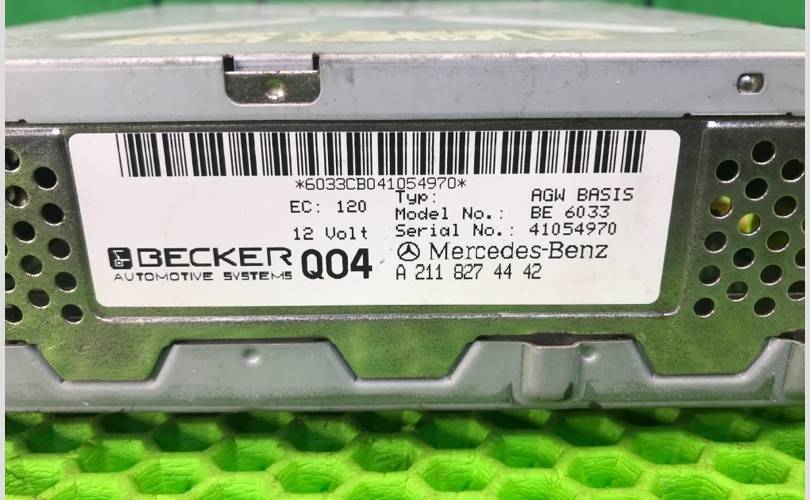 *6033CB041054970*
EC: 120
12 Volt
Typ: AGW BASIS
Model No.: BE 6033
Serial No.: 41054970
BECKER
AUTOMOTIVE SYSTEMS
Q04
Mercedes-Benz
A 211 827 44 42